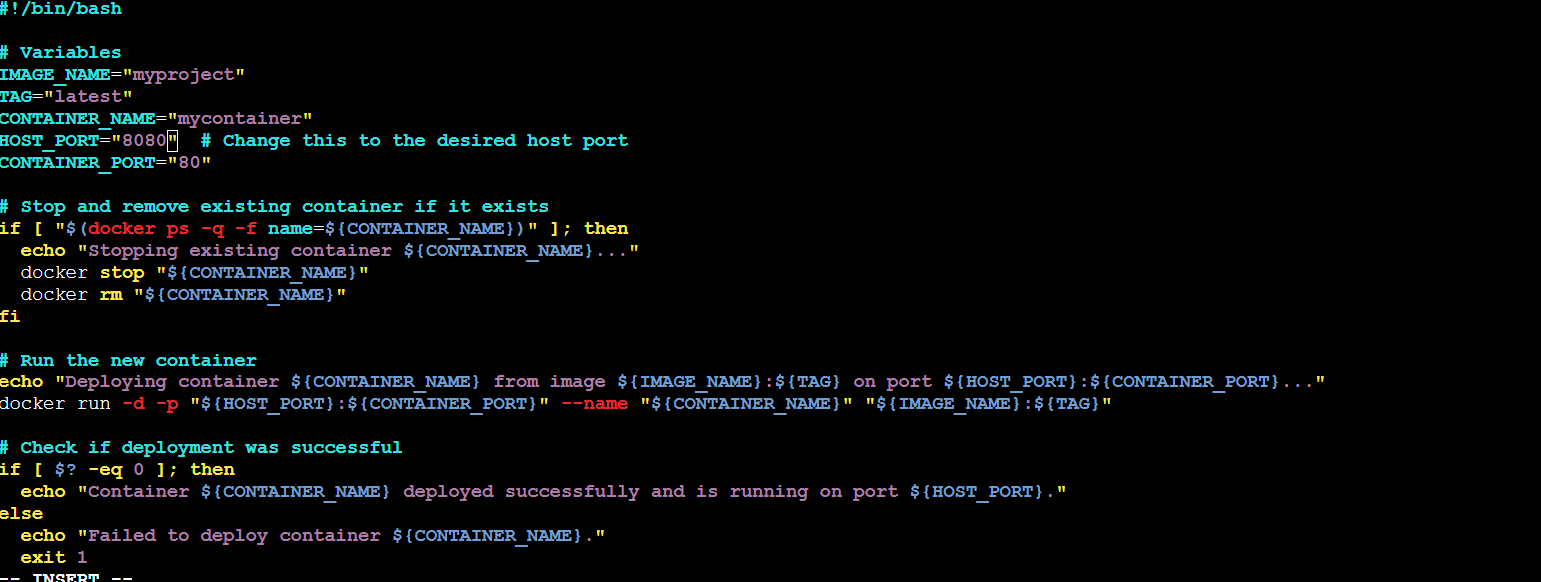 #!/bin/bash

# Variables
IMAGE_NAME="myproject"
TAG="latest"
CONTAINER_NAME="mycontainer"
HOST_PORT="8080"  # Change this to the desired host port
CONTAINER_PORT="80"

# Stop and remove existing container if it exists
if [ "$(docker ps -q -f name=${CONTAINER_NAME})" ]; then
  echo "Stopping existing container ${CONTAINER_NAME}..."
  docker stop "${CONTAINER_NAME}"
  docker rm "${CONTAINER_NAME}"
fi

# Run the new container
echo "Deploying container ${CONTAINER_NAME} from image ${IMAGE_NAME}:${TAG} on port ${HOST_PORT}:${CONTAINER_PORT}..."
docker run -d -p "${HOST_PORT}:${CONTAINER_PORT}" --name "${CONTAINER_NAME}" "${IMAGE_NAME}:${TAG}"

# Check if deployment was successful
if [ $? -eq 0 ]; then
  echo "Container ${CONTAINER_NAME} deployed successfully and is running on port ${HOST_PORT}."
else
  echo "Failed to deploy container ${CONTAINER_NAME}."
  exit 1
-- INSERT --